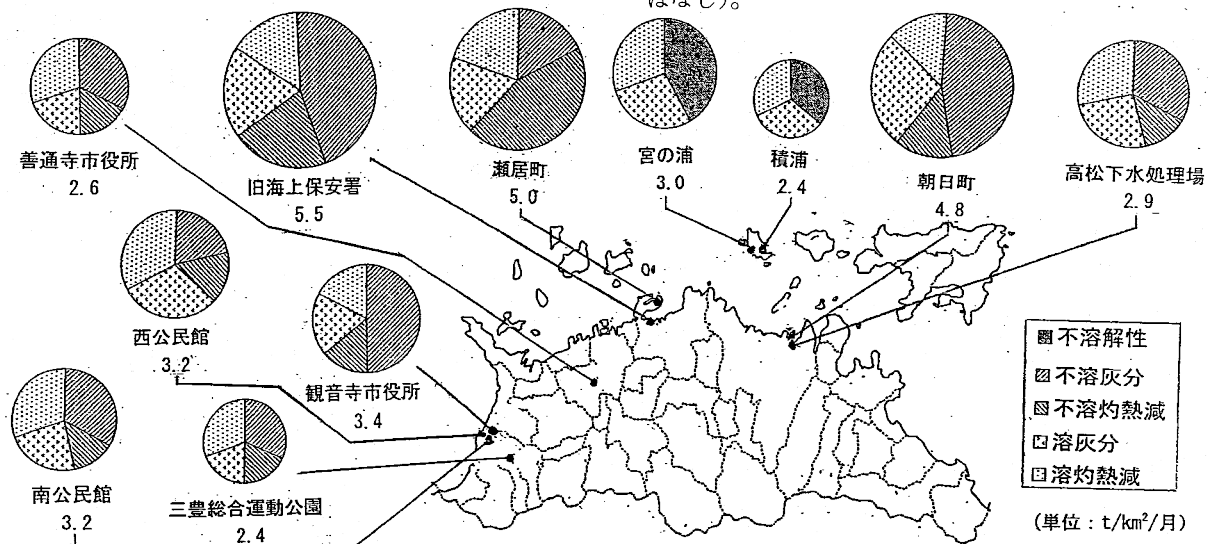 はなし)。
善通寺市役所
2.6
旧海上保安署
5.5
瀬居町
5.0
宮の浦
3.0
積浦
2.4
朝日町
4.8
高松下水処理場
2.9
西公民館
3.2
観音寺市役所
3.4
南公民館
3.2
三豊総合運動公園
2.4
不溶解性
不溶灰分
不溶灼熱減
溶灰分
溶灼熱減
(単位:t/km²/月)